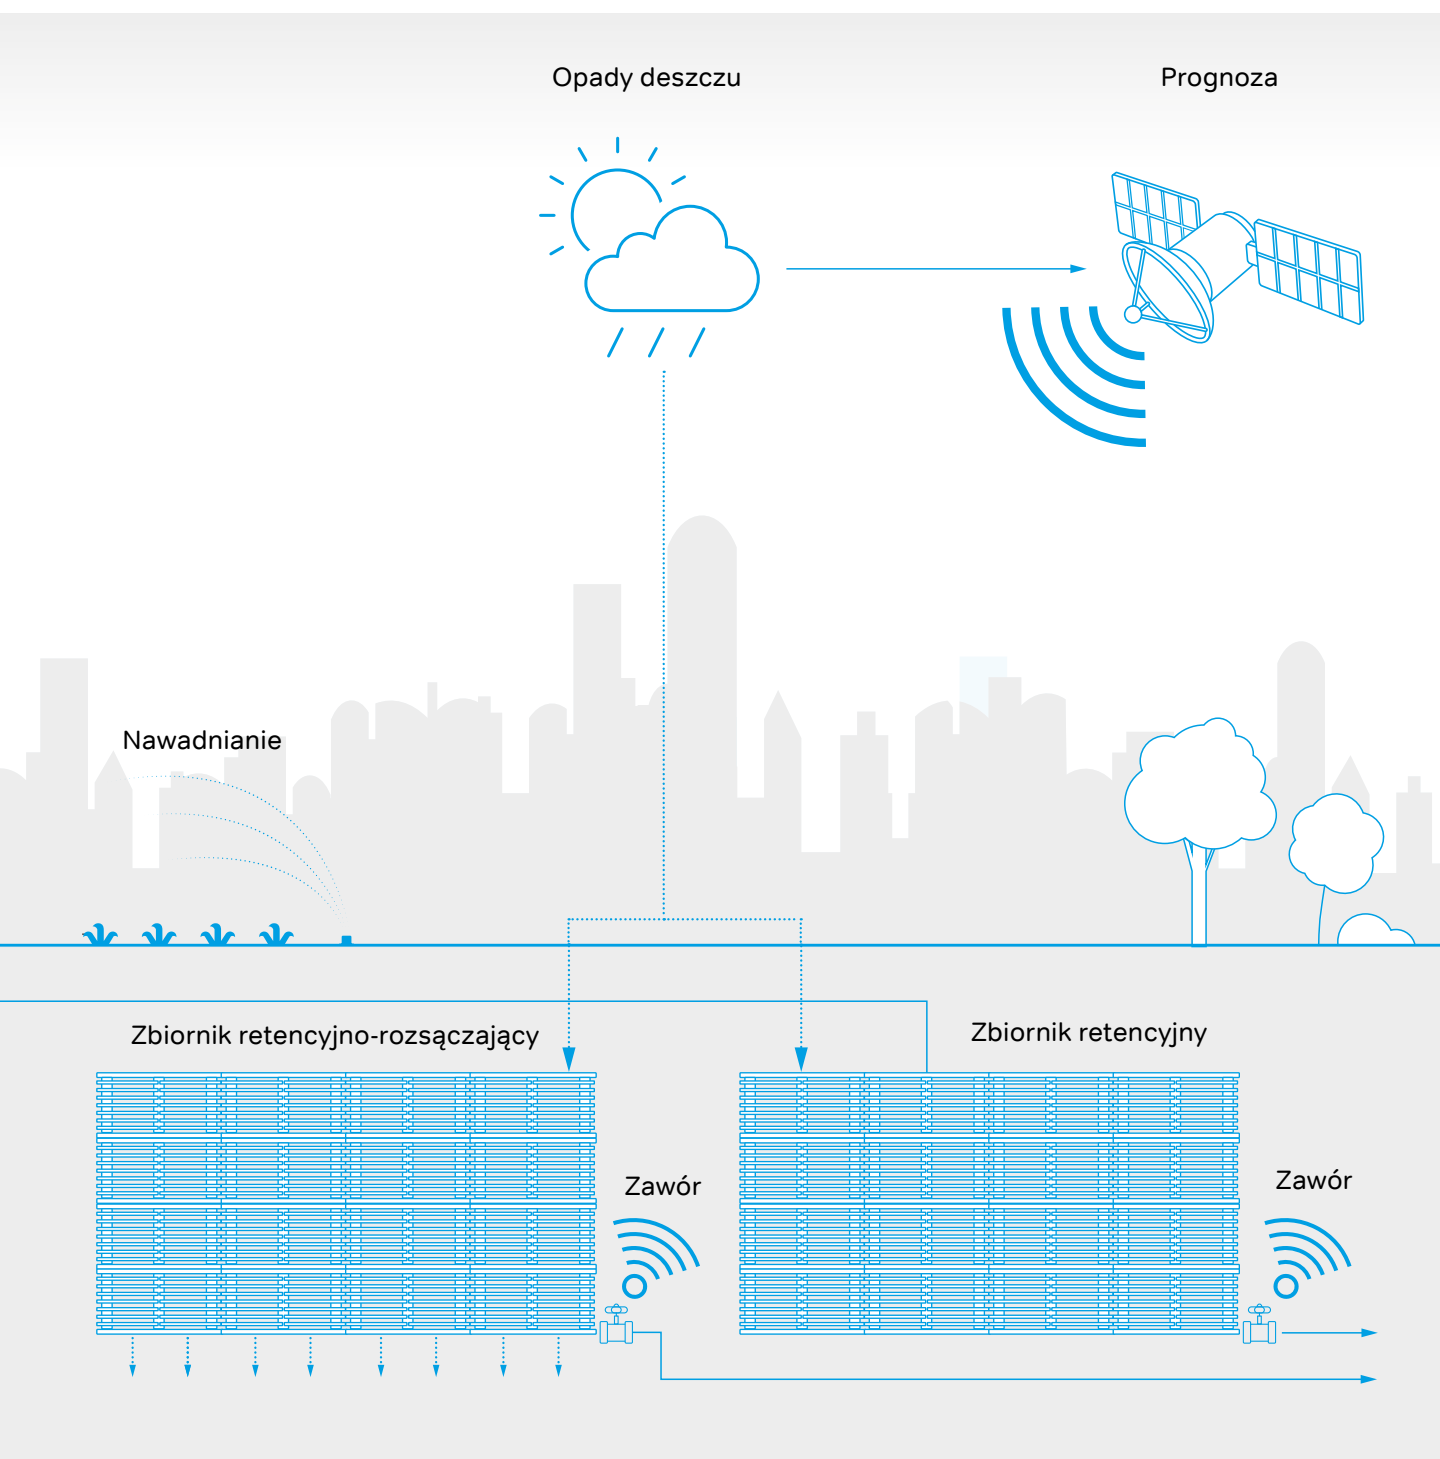 Opady deszczu
Prognoza
Nawadnianie
Zbiornik retencyjno-rozsączający
Zbiornik retencyjny
Zawór
Zawór